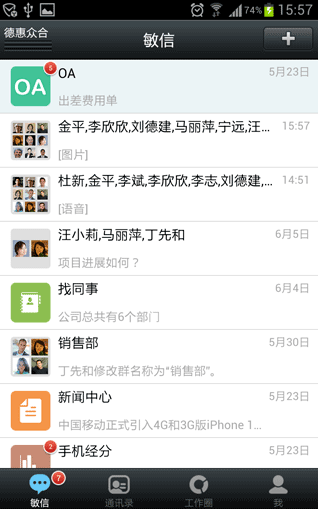 74% 15:57
德惠众合
敏信
+
5
OA
OA
5月23日
出差费用单
金平,李欣欣,刘德建,马丽萍,宁远,汪...
15:57
[图片]
杜新,金平,李斌,李欣欣,李志,刘德建,...
14:51
[语音]
汪小莉,马丽萍,丁先和
6月5日
项目进展如何？
找同事
6月4日
公司总共有6个部门
销售部
5月30日
丁先和修改群名称为“销售部”。
新闻中心
5月23日
中国移动正式引入4G和3G版iPhone 1...
2
手机经分
5月23日
7
敏信
通讯录
工作圈
我